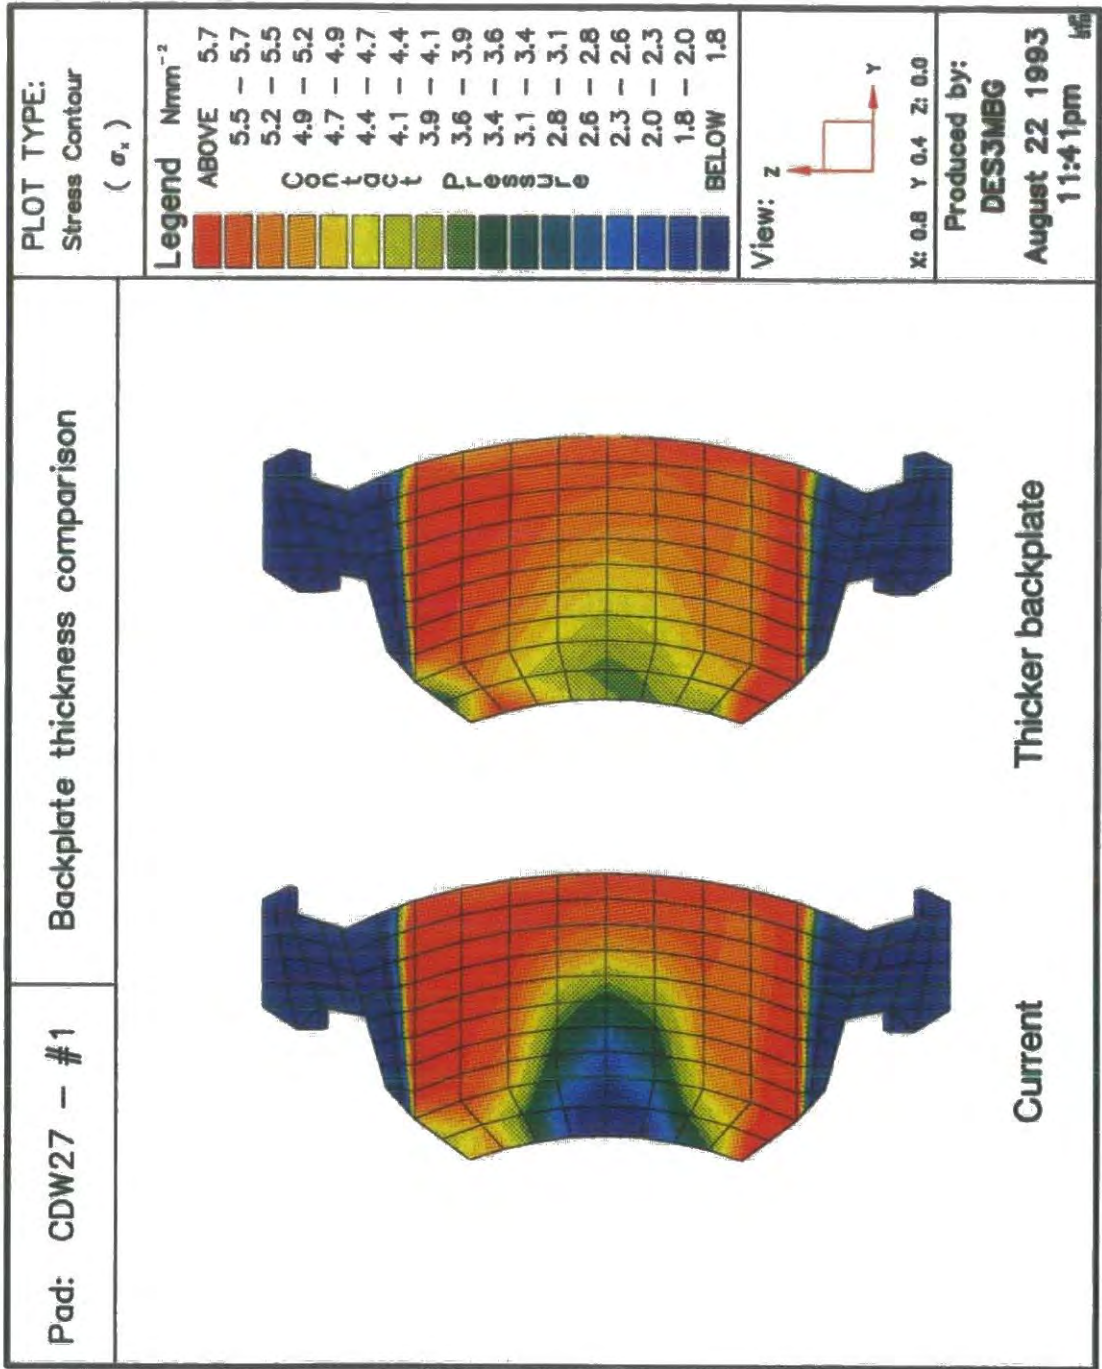 Pad: CDW27 – #1
Backplate thickness comparison
PLOT TYPE:
Stress Contour
( σₓ )
Legend Nmm⁻²
Contact Pressure
ABOVE 5.7
5.5 – 5.7
5.2 – 5.5
4.9 – 5.2
4.7 – 4.9
4.4 – 4.7
4.1 – 4.4
3.9 – 4.1
3.6 – 3.9
3.4 – 3.6
3.1 – 3.4
2.8 – 3.1
2.6 – 2.8
2.3 – 2.6
2.0 – 2.3
1.8 – 2.0
BELOW 1.8
View:
Z
Y
X: 0.8 Y 0.4 Z: 0.0
Produced by:
DES3MBG
August 22 1993
11:41pm
Current
Thicker backplate